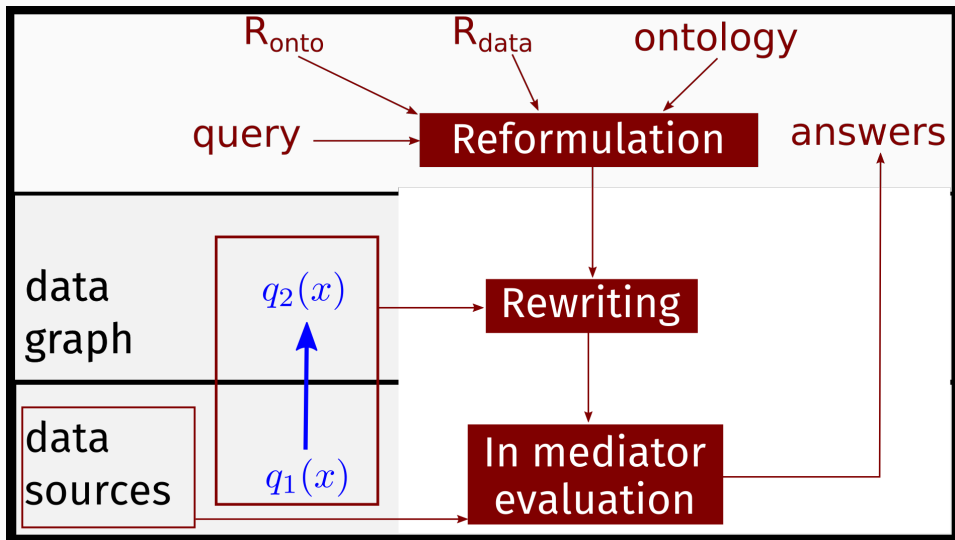 R_onto
R_data
ontology
query
Reformulation
answers
data
graph
q_2(x)
Rewriting
data
sources
q_1(x)
In mediator
evaluation